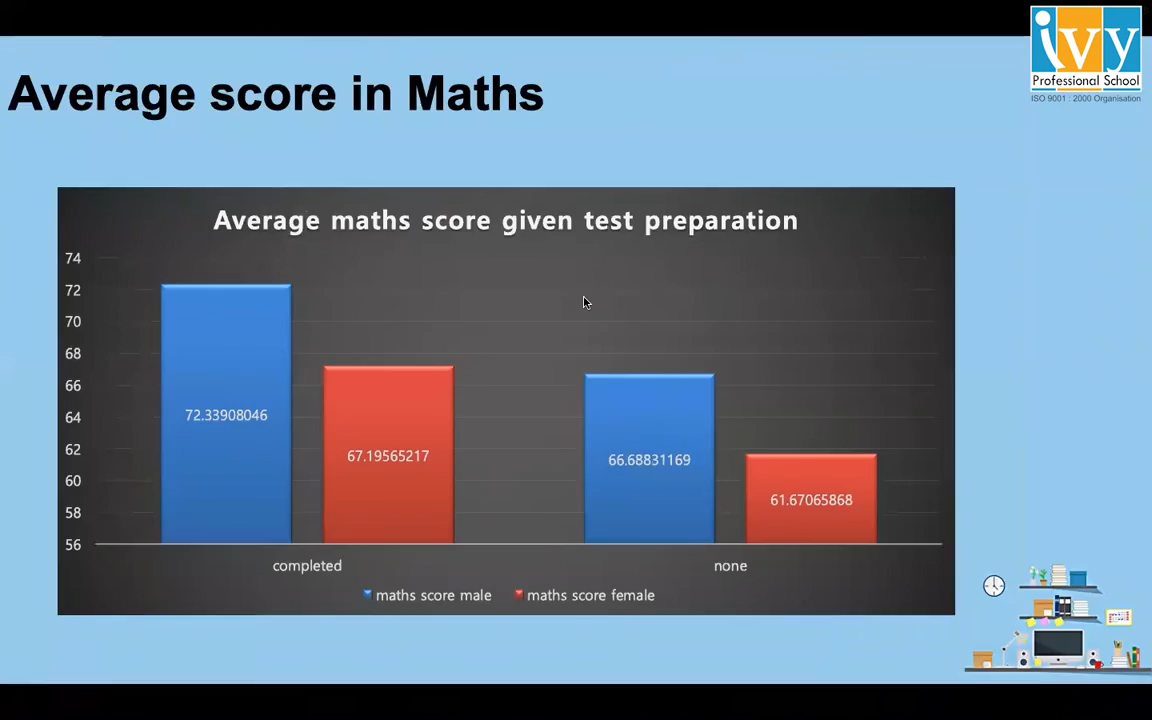 ivy
Professional School
ISO 9001 : 2000 Organisation
Average score in Maths
Average maths score given test preparation
74
72
70
68
66
64
62
60
58
56
72.33908046
67.19565217
66.68831169
61.67065868
completed
none
maths score male
maths score female